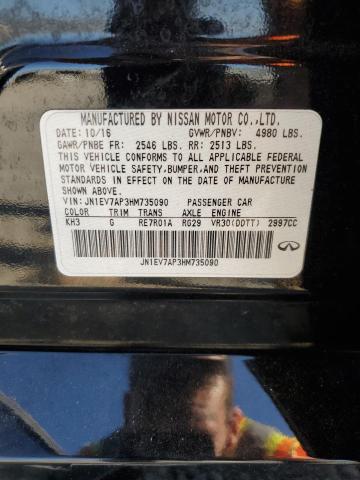 MANUFACTURED BY NISSAN MOTOR CO.,LTD.
DATE: 10/16 GVWR/PNBV: 4980 LBS.
GAWR/PNBE FR: 2546 LBS. RR: 2513 LBS.
THIS VEHICLE CONFORMS TO ALL APPLICABLE FEDERAL
MOTOR VEHICLE SAFETY,BUMPER,AND THEFT PREVENTION
STANDARDS IN EFFECT ON THE DATE OF MANUFACTURE
SHOWN ABOVE.
VIN: JN1EV7AP3HM735090 PASSENGER CAR
COLOR TRIM TRANS AXLE ENGINE
KH3 G RE7R01A RG29 VR30(DDTT) 2997CC
JN1EV7AP3HM735090